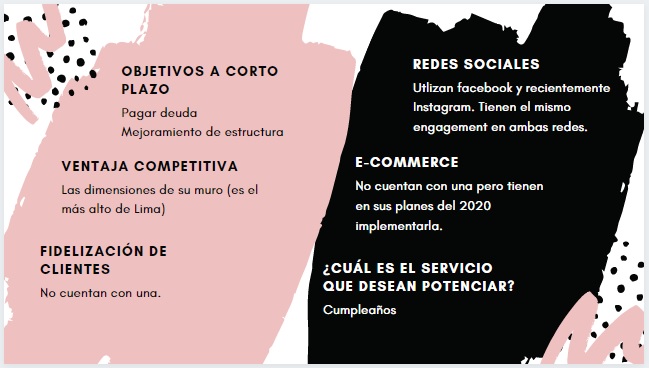 OBJETIVOS A CORTO
PLAZO
Pagar deuda
Mejoramiento de estructura
VENTAJA COMPETITIVA
Las dimensiones de su muro (es el
más alto de Lima)
FIDELIZACIÓN DE
CLIENTES
No cuentan con una.
REDES SOCIALES
Utlizan facebook y recientemente
Instagram. Tienen el mismo
engagement en ambas redes.
E-COMMERCE
No cuentan con una pero tienen
en sus planes del 2020
implementarla.
¿CUÁL ES EL SERVICIO
QUE DESEAN POTENCIAR?
Cumpleaños